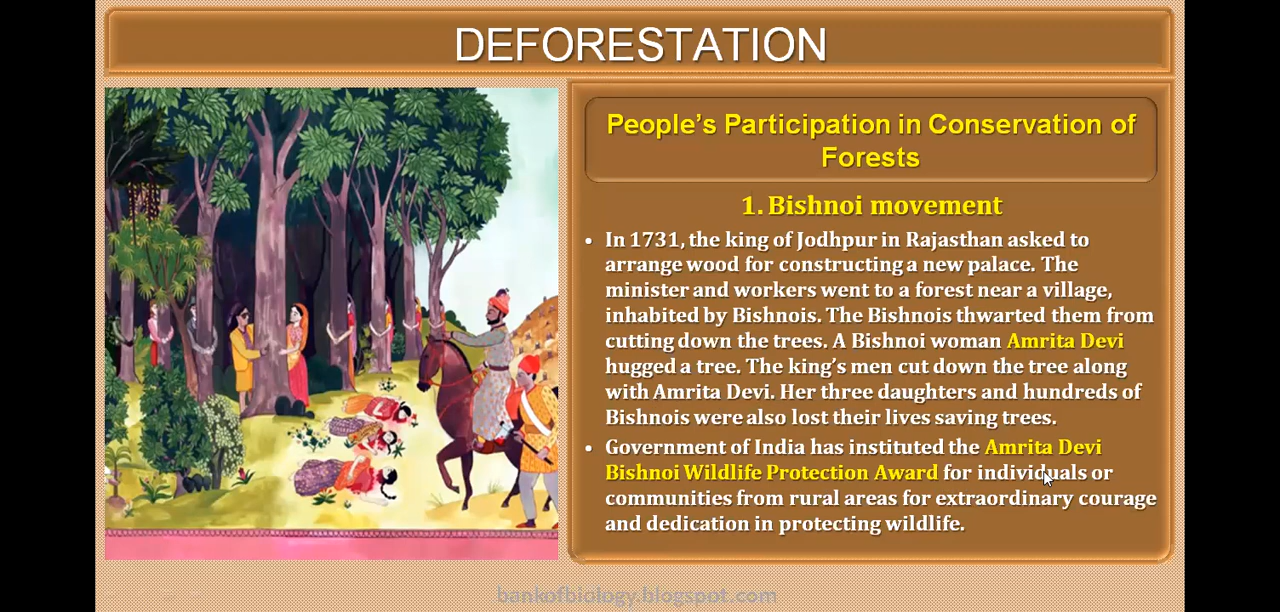 DEFORESTATION
People’s Participation in Conservation of
Forests
1. Bishnoi movement
• In 1731, the king of Jodhpur in Rajasthan asked to
arrange wood for constructing a new palace. The
minister and workers went to a forest near a village,
inhabited by Bishnois. The Bishnois thwarted them from
cutting down the trees. A Bishnoi woman Amrita Devi
hugged a tree. The king’s men cut down the tree along
with Amrita Devi. Her three daughters and hundreds of
Bishnois were also lost their lives saving trees.
• Government of India has instituted the Amrita Devi
Bishnoi Wildlife Protection Award for individuals or
communities from rural areas for extraordinary courage
and dedication in protecting wildlife.
bankofbiology.blogspot.com